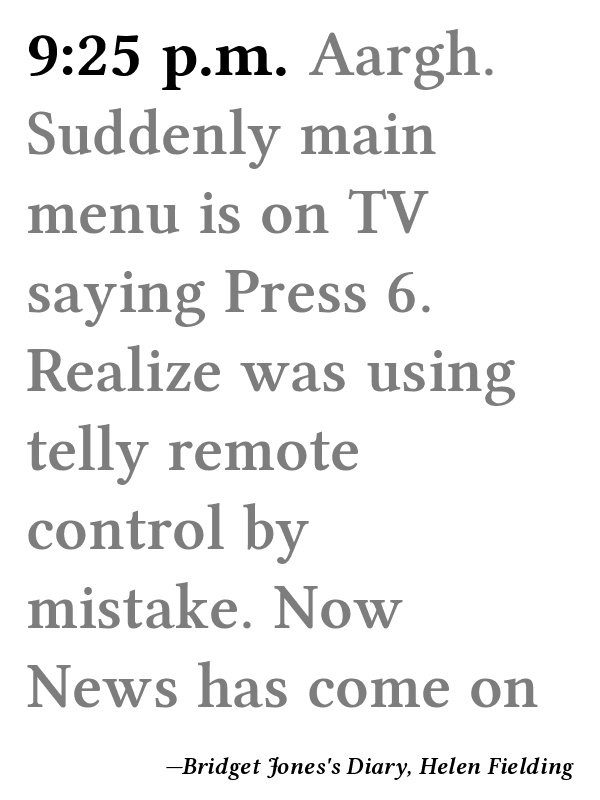 9:25 p.m. Aargh.
Suddenly main
menu is on TV
saying Press 6.
Realize was using
telly remote
control by
mistake. Now
News has come on
—Bridget Jones's Diary, Helen Fielding